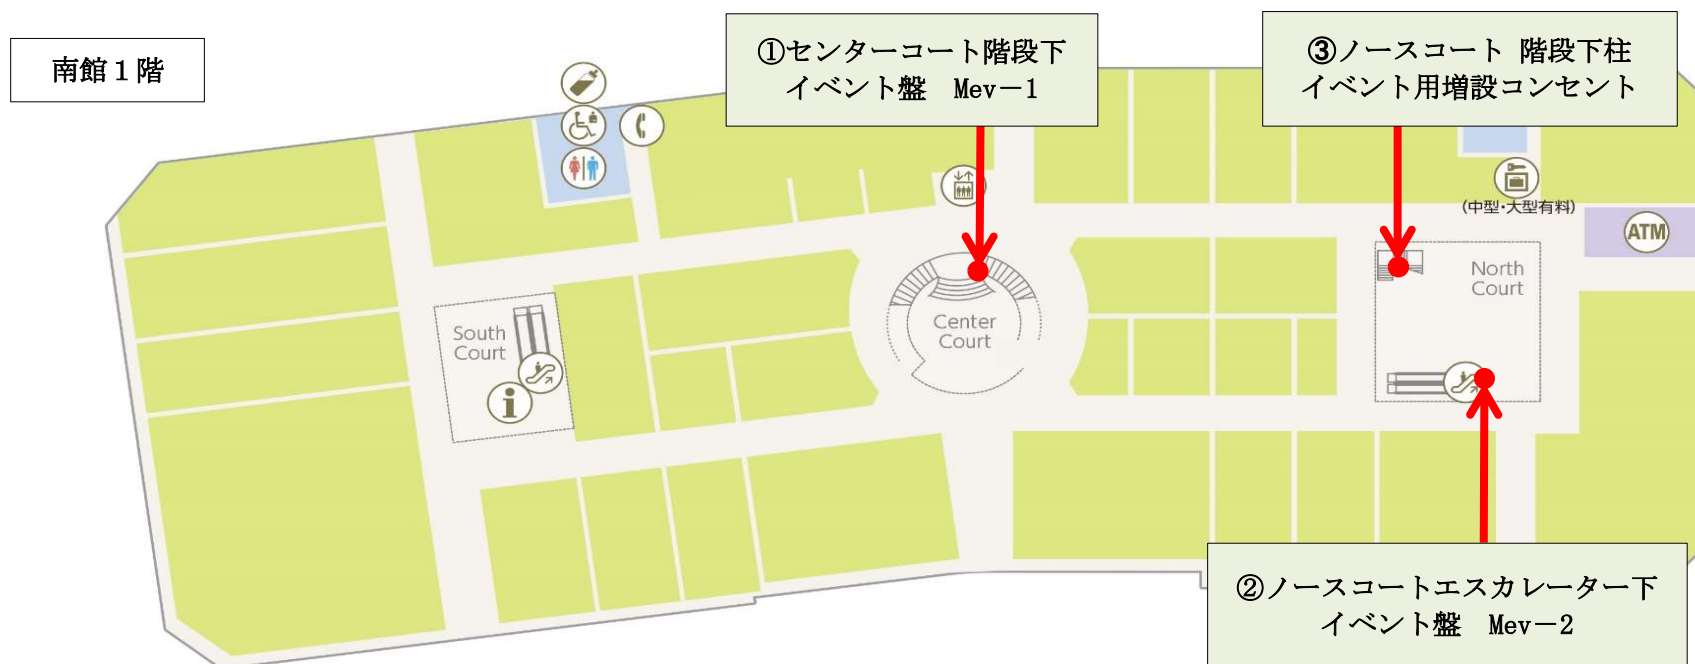 南館１階
①センターコート階段下
イベント盤　Mev－1
③ノースコート 階段下柱
イベント用増設コンセント
(中型・大型有料)
ATM
North
Court
South
Court
Center
Court
i
②ノースコートエスカレーター下
イベント盤　Mev－2